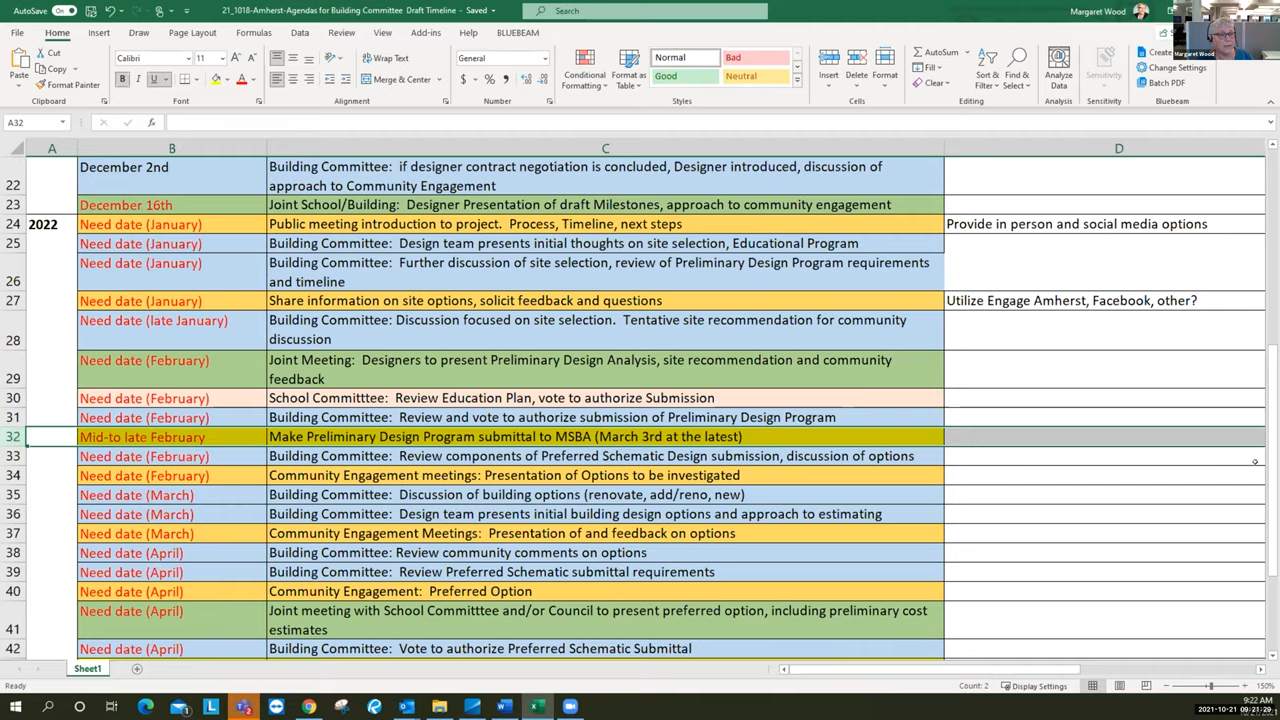 AutoSave On
21_1018-Amherst-Agendas for Building Committee Draft Timeline - Saved
Search
Margaret Wood
File Home Insert Draw Page Layout Formulas Data Review View Add-ins Help BLUEBEAM
Paste
Cut
Copy
Format Painter
Clipboard
Calibri 11
B I U
Font
Wrap Text
Merge & Center
Alignment
General
$ % ,
Number
Conditional Formatting
Format as Table
Normal Bad
Good Neutral
Styles
Insert Delete Format
Cells
AutoSum
Fill
Clear
Sort & Filter
Find & Select
Editing
Analyze Data
Analysis
Sensitivity
Sensitivity
Change Settings
Batch PDF
Bluebeam
Margaret Wood
A32
fx
A B C D
22 December 2nd Building Committee: if designer contract negotiation is concluded, Designer introduced, discussion of
approach to Community Engagement
23 December 16th Joint School/Building: Designer Presentation of draft Milestones, approach to community engagement
24 2022 Need date (January) Public meeting introduction to project. Process, Timeline, next steps Provide in person and social media options
25 Need date (January) Building Committee: Design team presents initial thoughts on site selection, Educational Program
26 Need date (January) Building Committee: Further discussion of site selection, review of Preliminary Design Program requirements
and timeline
27 Need date (January) Share information on site options, solicit feedback and questions Utilize Engage Amherst, Facebook, other?
28 Need date (late January) Building Committee: Discussion focused on site selection. Tentative site recommendation for community
discussion
29 Need date (February) Joint Meeting: Designers to present Preliminary Design Analysis, site recommendation and community
feedback
30 Need date (February) School Committtee: Review Education Plan, vote to authorize Submission
31 Need date (February) Building Committee: Review and vote to authorize submission of Preliminary Design Program
32 Mid-to late February Make Preliminary Design Program submittal to MSBA (March 3rd at the latest)
33 Need date (February) Building Committee: Review components of Preferred Schematic Design submission, discussion of options
34 Need date (February) Community Engagement meetings: Presentation of Options to be investigated
35 Need date (March) Building Committee: Discussion of building options (renovate, add/reno, new)
36 Need date (March) Building Committee: Design team presents initial building design options and approach to estimating
37 Need date (March) Community Engagement Meetings: Presentation of and feedback on options
38 Need date (April) Building Committee: Review community comments on options
39 Need date (April) Building Committee: Review Preferred Schematic submittal requirements
40 Need date (April) Community Engagement: Preferred Option
41 Need date (April) Joint meeting with School Committtee and/or Council to present preferred option, including preliminary cost
estimates
42 Need date (April) Building Committee: Vote to authorize Preferred Schematic Submittal
Sheet1
Ready
Count: 2 Display Settings 150%
9:22 AM
2021-10-21 09:21:29